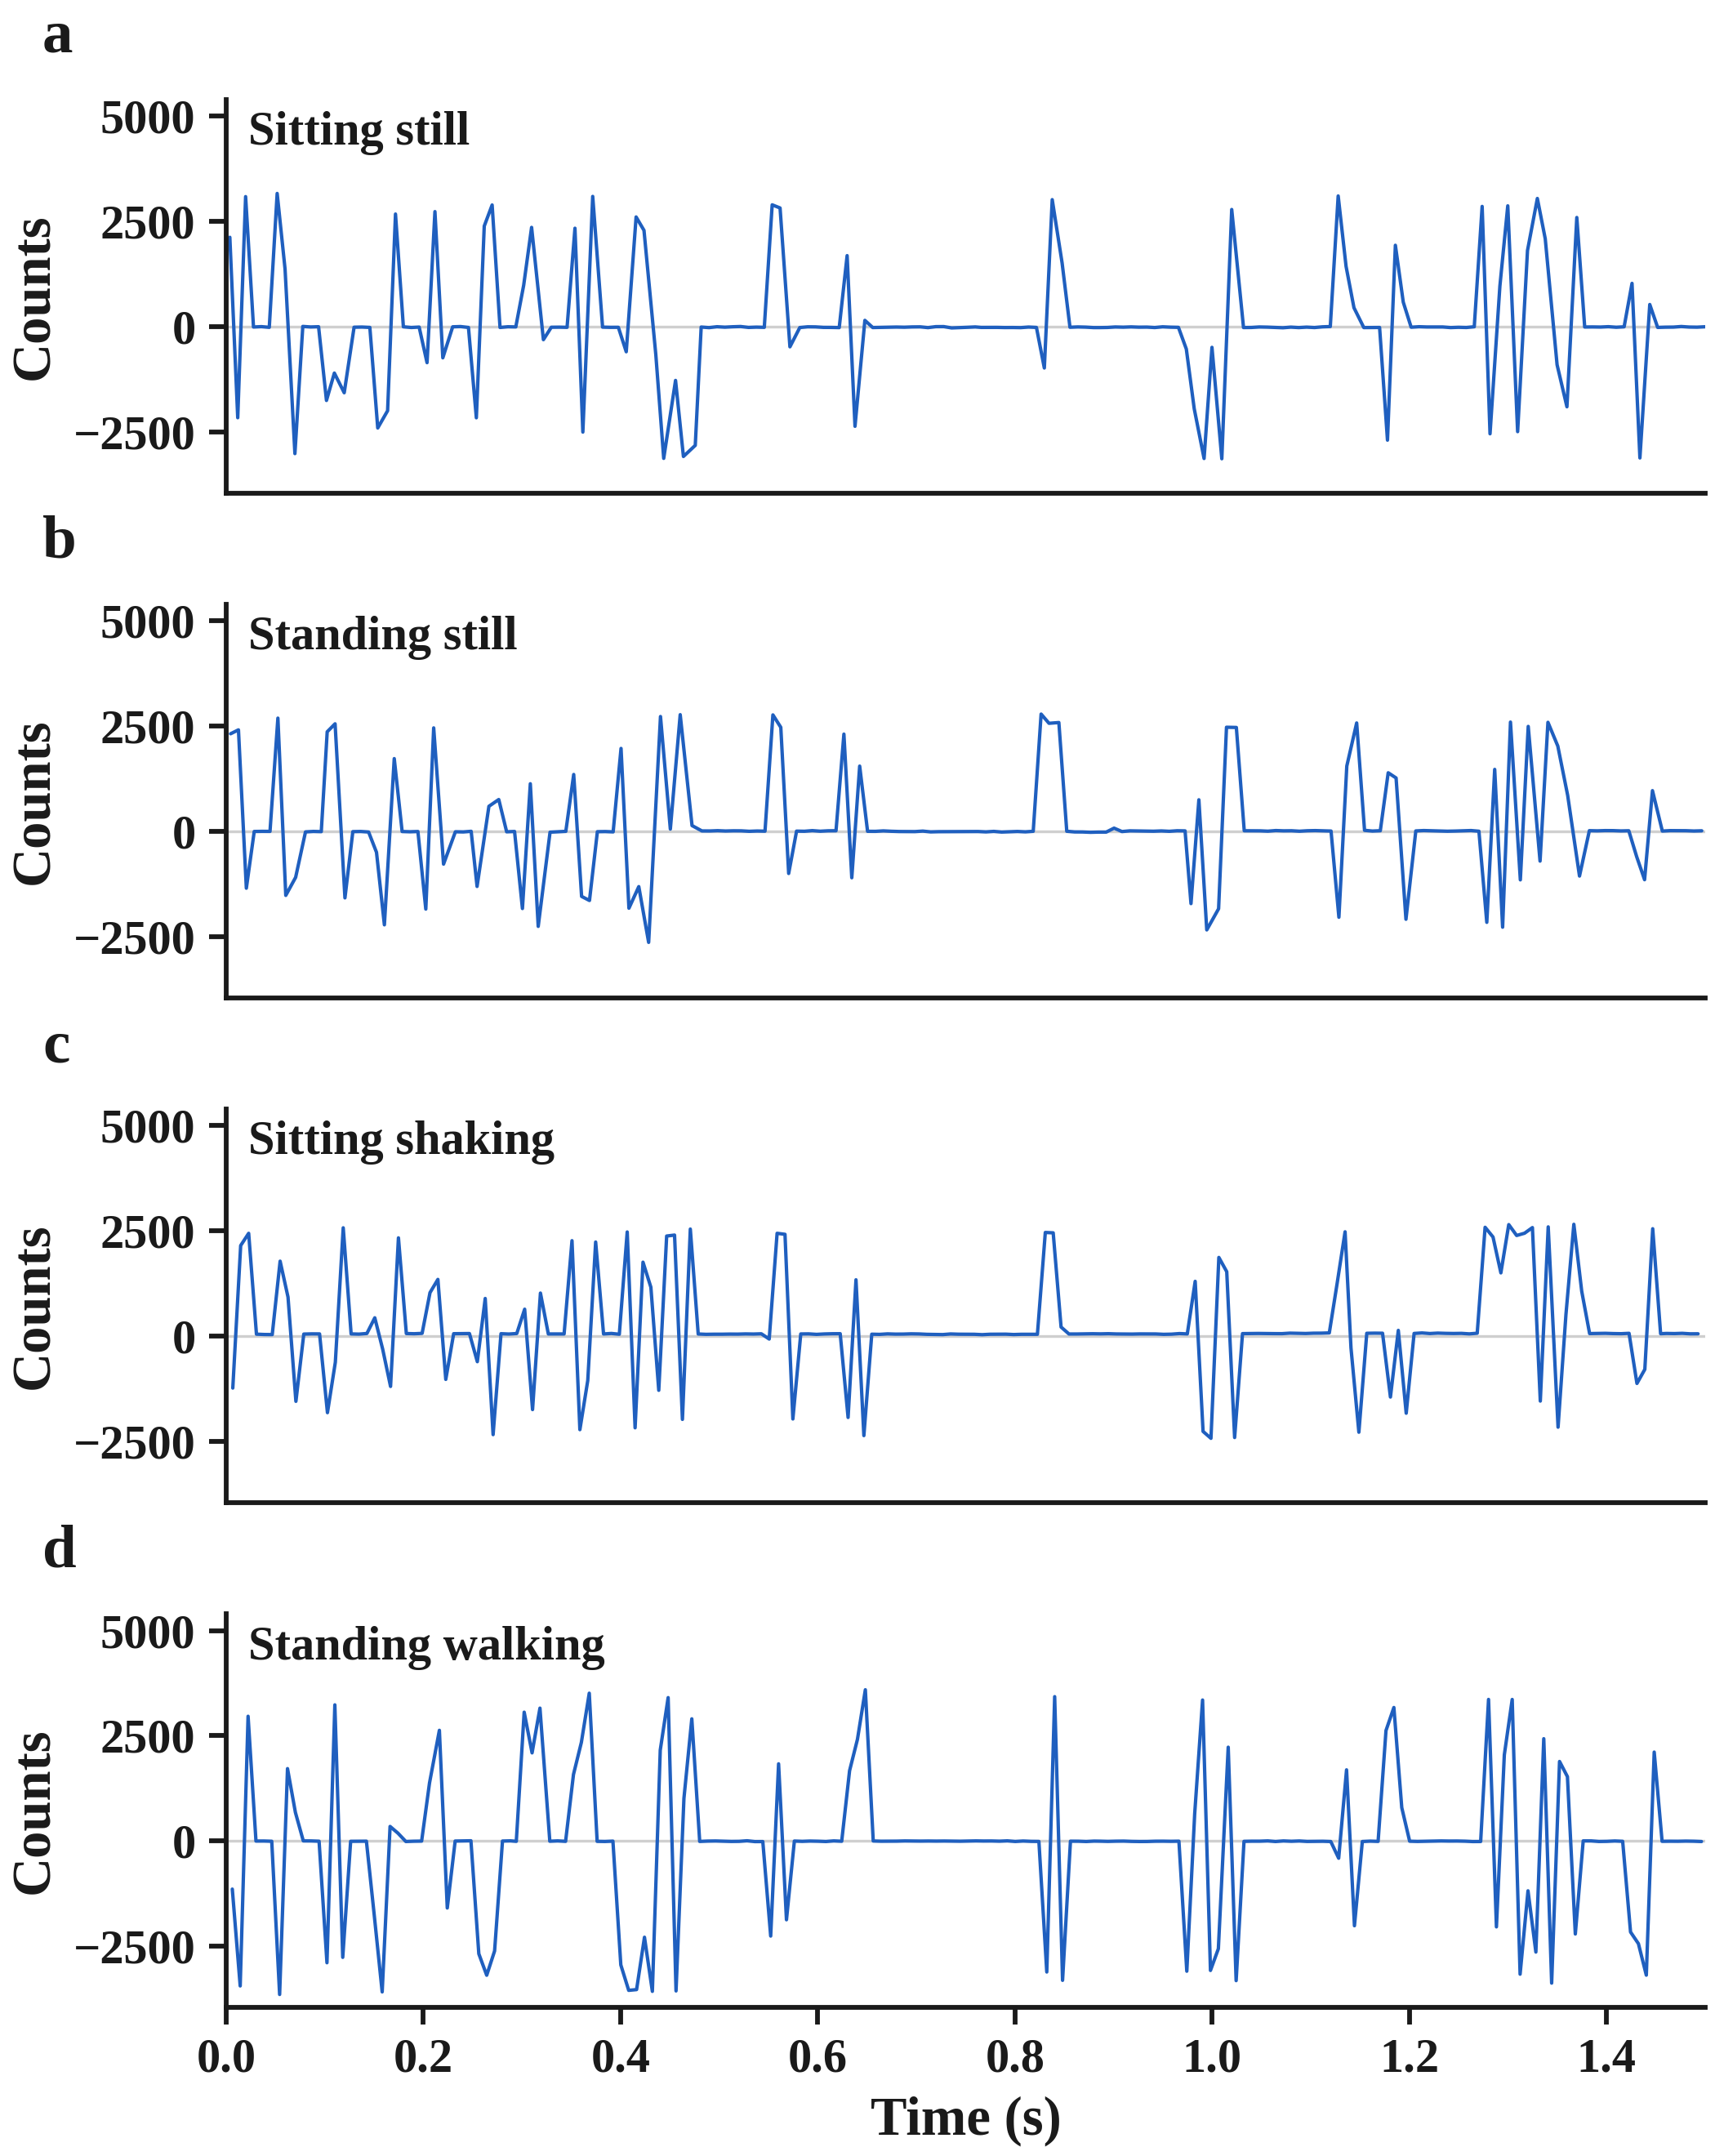 a
5000
Sitting still
2500
0
−2500
Counts
b
5000
Standing still
2500
0
−2500
Counts
c
5000
Sitting shaking
2500
0
−2500
Counts
d
5000
Standing walking
2500
0
−2500
Counts
0.0 0.2 0.4 0.6 0.8 1.0 1.2 1.4
Time (s)